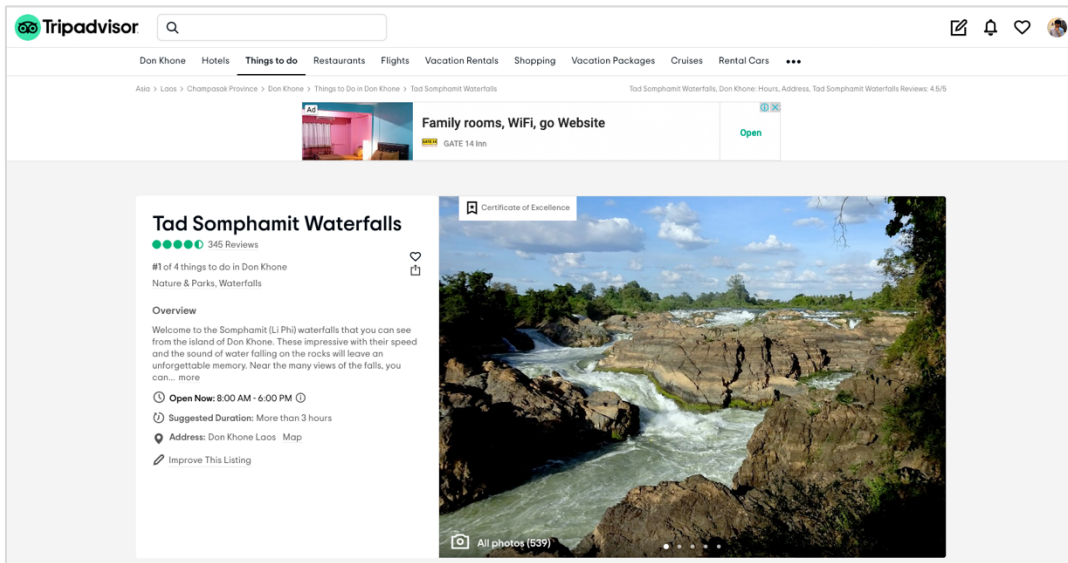 Tripadvisor
Don Khone Hotels Things to do Restaurants Flights Vacation Rentals Shopping Vacation Packages Cruises Rental Cars
Asia > Laos > Champasak Province > Don Khone > Things to Do in Don Khone > Tad Somphamit Waterfalls
Tad Somphamit Waterfalls, Don Khone: Hours, Address, Tad Somphamit Waterfalls Reviews: 4.5/5
Ad
Family rooms, WiFi, go Website
GATE 14 GATE 14 Inn
Open
Tad Somphamit Waterfalls
345 Reviews
#1 of 4 things to do in Don Khone
Nature & Parks, Waterfalls
Overview
Welcome to the Somphamit (Li Phi) waterfalls that you can see
from the island of Don Khone. These impressive with their speed
and the sound of water falling on the rocks will leave an
unforgettable memory. Near the many views of the falls, you
can... more
Open Now: 8:00 AM - 6:00 PM
Suggested Duration: More than 3 hours
Address: Don Khone Laos Map
Improve This Listing
Certificate of Excellence
All photos (539)